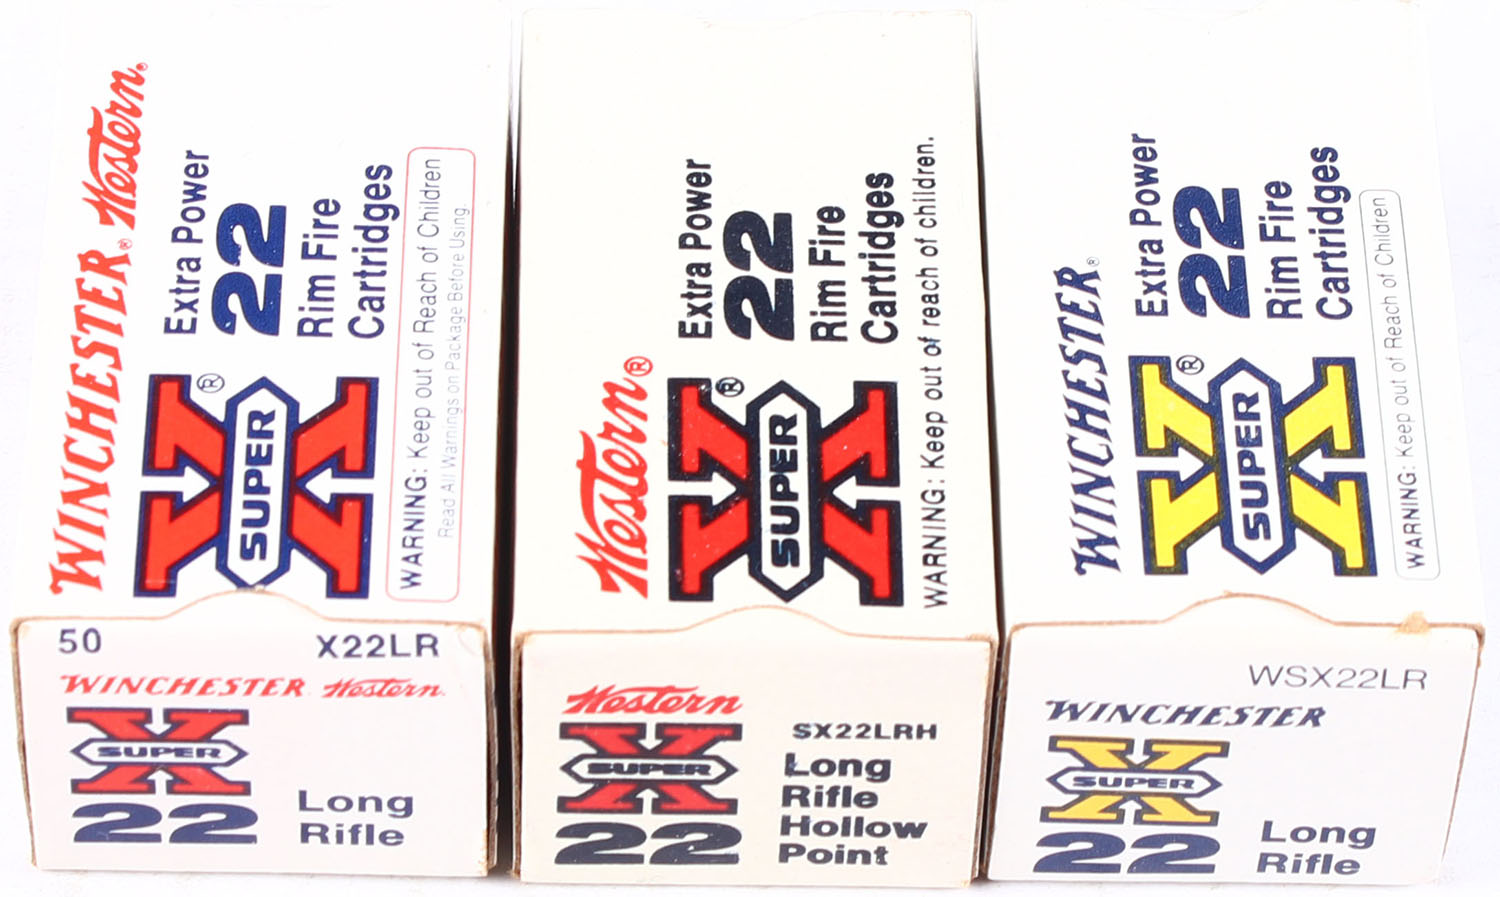 WINCHESTER® Western®
Extra Power
22
Rim Fire
Cartridges
X®
SUPER
WARNING: Keep out of Reach of Children
Read All Warnings on Package Before Using.
50 X22LR
WINCHESTER Western
X
SUPER
22
Long
Rifle
Western®
Extra Power
22
Rim Fire
Cartridges
X®
SUPER
WARNING: Keep out of reach of children.
Western
X
SUPER
22
SX22LRH
Long
Rifle
Hollow
Point
WINCHESTER®
Extra Power
22
Rim Fire
Cartridges
X®
SUPER
WARNING: Keep out of Reach of Children
WSX22LR
WINCHESTER
X
SUPER
22
Long
Rifle